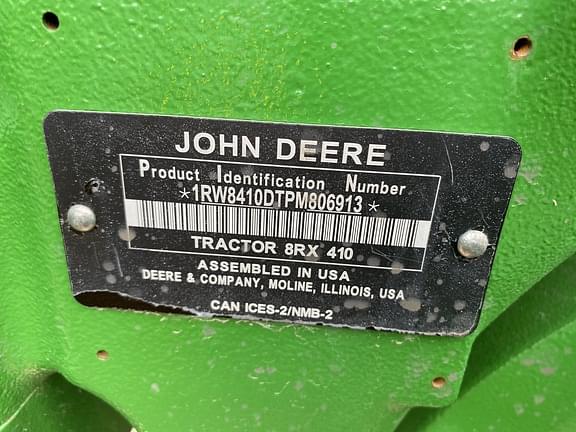 JOHN DEERE
Product Identification Number
*1RW8410DTPM806913*
TRACTOR 8RX 410
ASSEMBLED IN USA
DEERE & COMPANY, MOLINE, ILLINOIS, USA
CAN ICES-2/NMB-2